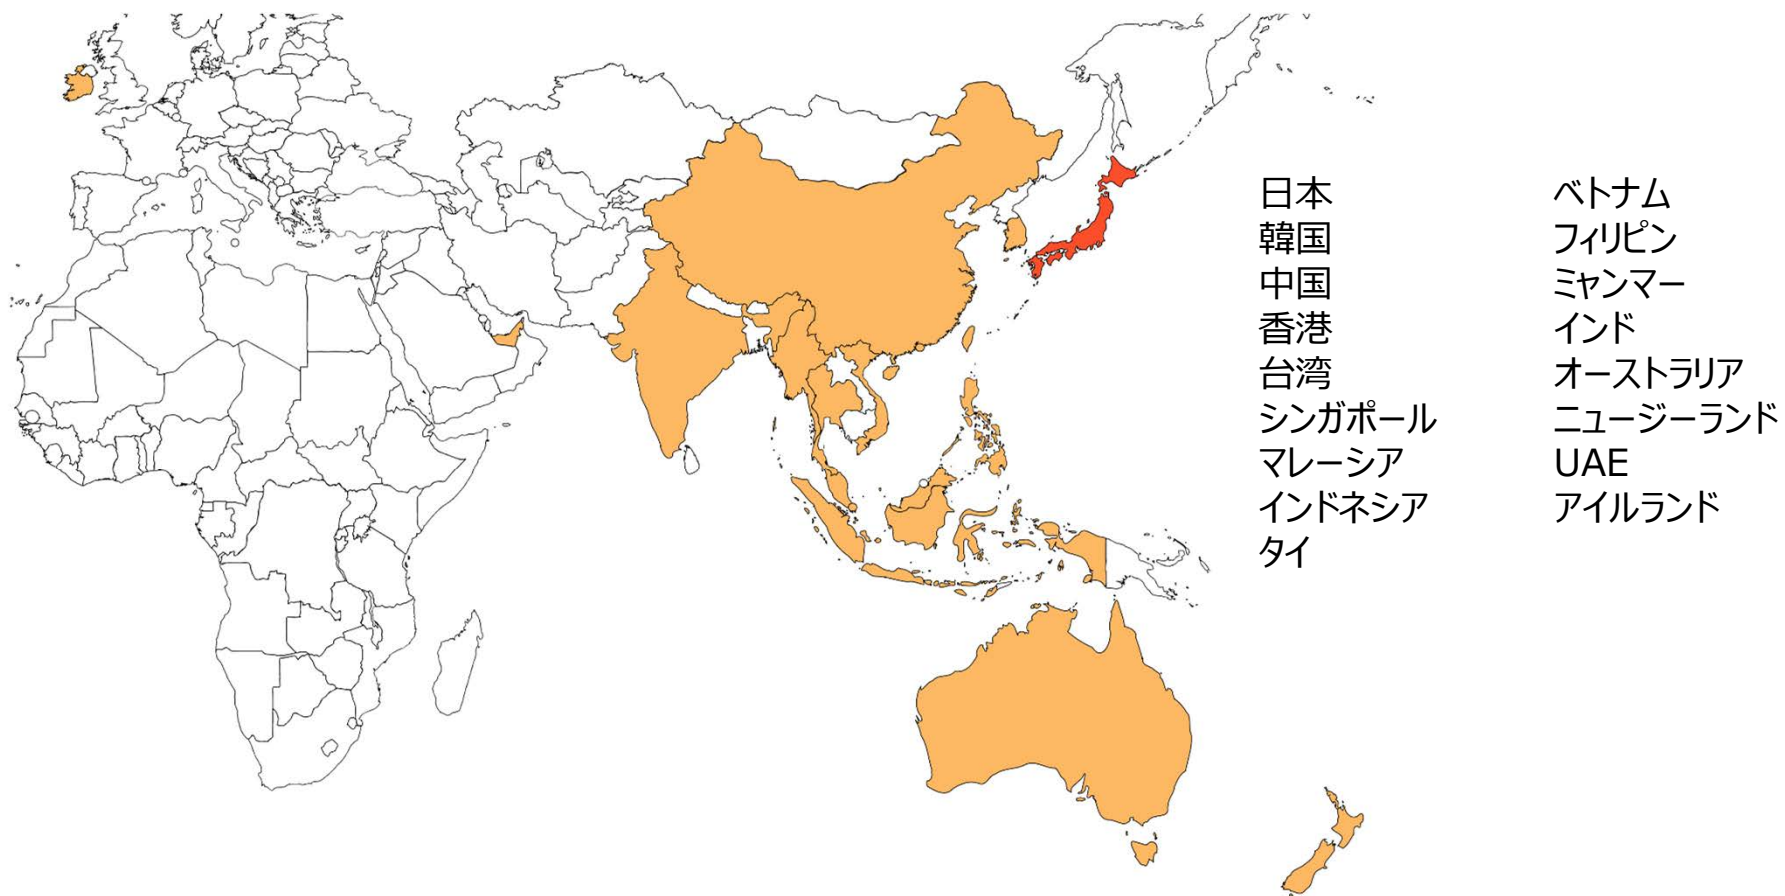 日本
韓国
中国
香港
台湾
シンガポール
マレーシア
インドネシア
タイ
ベトナム
フィリピン
ミャンマー
インド
オーストラリア
ニュージーランド
UAE
アイルランド